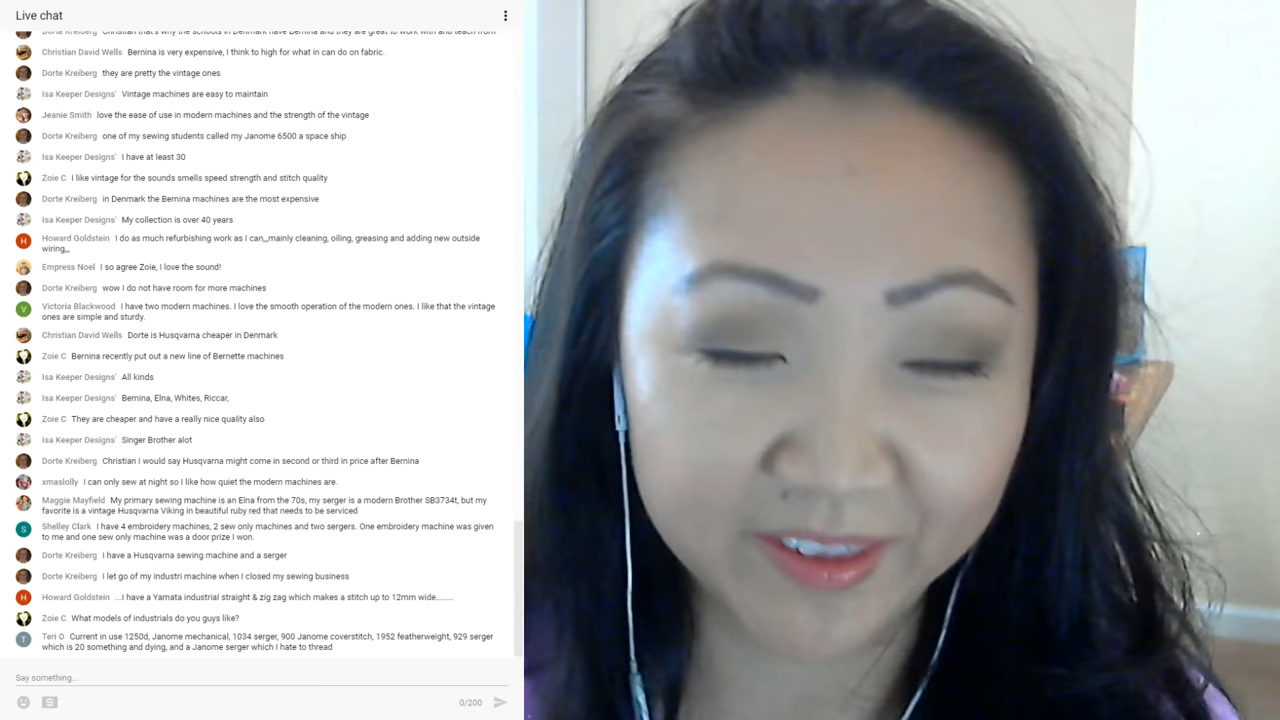 Live chat
Dorte Kreiberg Christian that's why the schools in Denmark have Bernina and they are great to work with and teach from
Christian David Wells Bernina is very expensive, I think to high for what in can do on fabric.
Dorte Kreiberg they are pretty the vintage ones
Isa Keeper Designs' Vintage machines are easy to maintain
Jeanie Smith love the ease of use in modern machines and the strength of the vintage
Dorte Kreiberg one of my sewing students called my Janome 6500 a space ship
Isa Keeper Designs' I have at least 30
Zoie C I like vintage for the sounds smells speed strength and stitch quality
Dorte Kreiberg in Denmark the Bernina machines are the most expensive
Isa Keeper Designs' My collection is over 40 years
H Howard Goldstein I do as much refurbishing work as I can,,,mainly cleaning, oiling, greasing and adding new outside
wiring,,,
Empress Noel I so agree Zoie, I love the sound!
Dorte Kreiberg wow I do not have room for more machines
V Victoria Blackwood I have two modern machines. I love the smooth operation of the modern ones. I like that the vintage
ones are simple and sturdy.
Christian David Wells Dorte is Husqvarna cheaper in Denmark
Zoie C Bernina recently put out a new line of Bernette machines
Isa Keeper Designs' All kinds
Isa Keeper Designs' Bernina, Elna, Whites, Riccar,
Zoie C They are cheaper and have a really nice quality also
Isa Keeper Designs' Singer Brother alot
Dorte Kreiberg Christian I would say Husqvarna might come in second or third in price after Bernina
xmaslolly I can only sew at night so I like how quiet the modern machines are.
Maggie Mayfield My primary sewing machine is an Elna from the 70s, my serger is a modern Brother SB3734t, but my
favorite is a vintage Husqvarna Viking in beautiful ruby red that needs to be serviced
S Shelley Clark I have 4 embroidery machines, 2 sew only machines and two sergers. One embroidery machine was given
to me and one sew only machine was a door prize I won.
Dorte Kreiberg I have a Husqvarna sewing machine and a serger
Dorte Kreiberg I let go of my industri machine when I closed my sewing business
H Howard Goldstein ...I have a Yamata industrial straight & zig zag which makes a stitch up to 12mm wide........
Zoie C What models of industrials do you guys like?
T Teri O Current in use 1250d, Janome mechanical, 1034 serger, 900 Janome coverstitch, 1952 featherweight, 929 serger
which is 20 something and dying, and a Janome serger which I hate to thread
Say something...
S 0/200